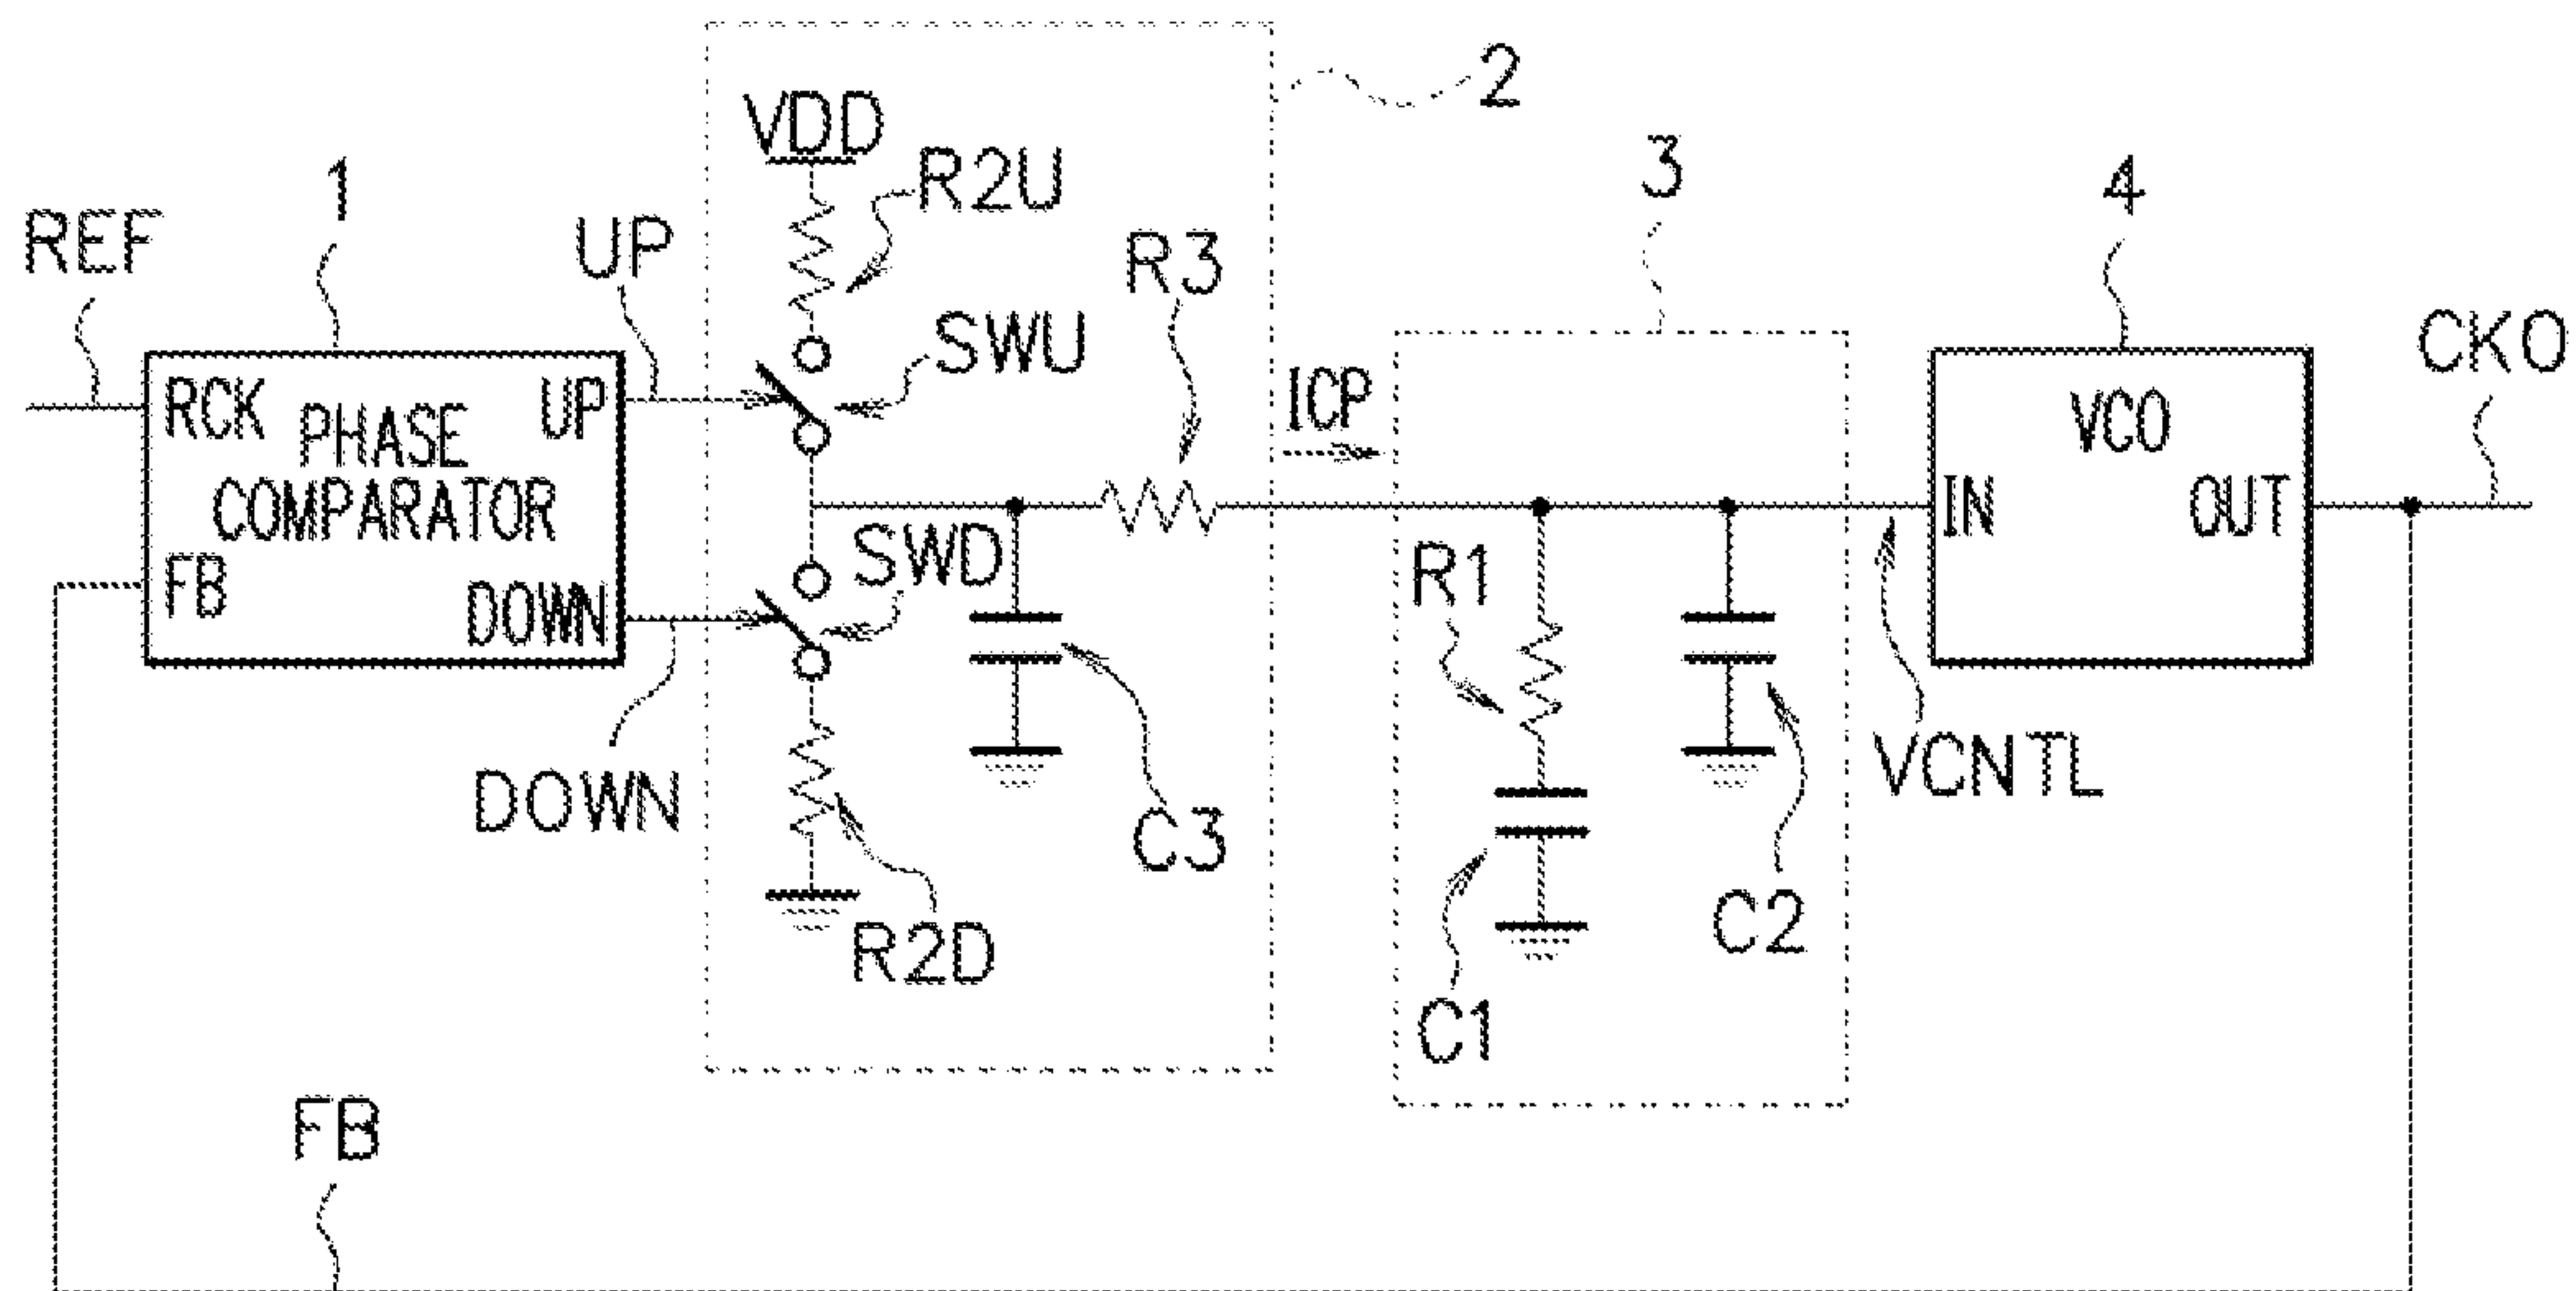 2
VDD
R2U
3
1
4
REF
UP
R3
SWU
CKO
ICP
RCK
UP
PHASE
COMPARATOR
FB
DOWN
VCO
IN
OUT
SWD
R1
DOWN
C3
VCNTL
R2D
C2
C1
FB